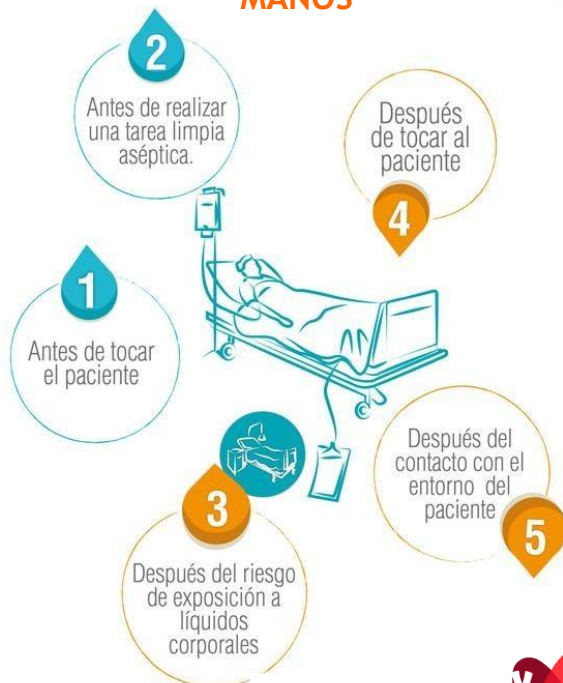 MANOS
1
Antes de tocar
el paciente
2
Antes de realizar
una tarea limpia
aséptica.
3
Después del riesgo
de exposición a
líquidos
corporales
4
Después
de tocar al
paciente
5
Después del
contacto con el
entorno del
paciente